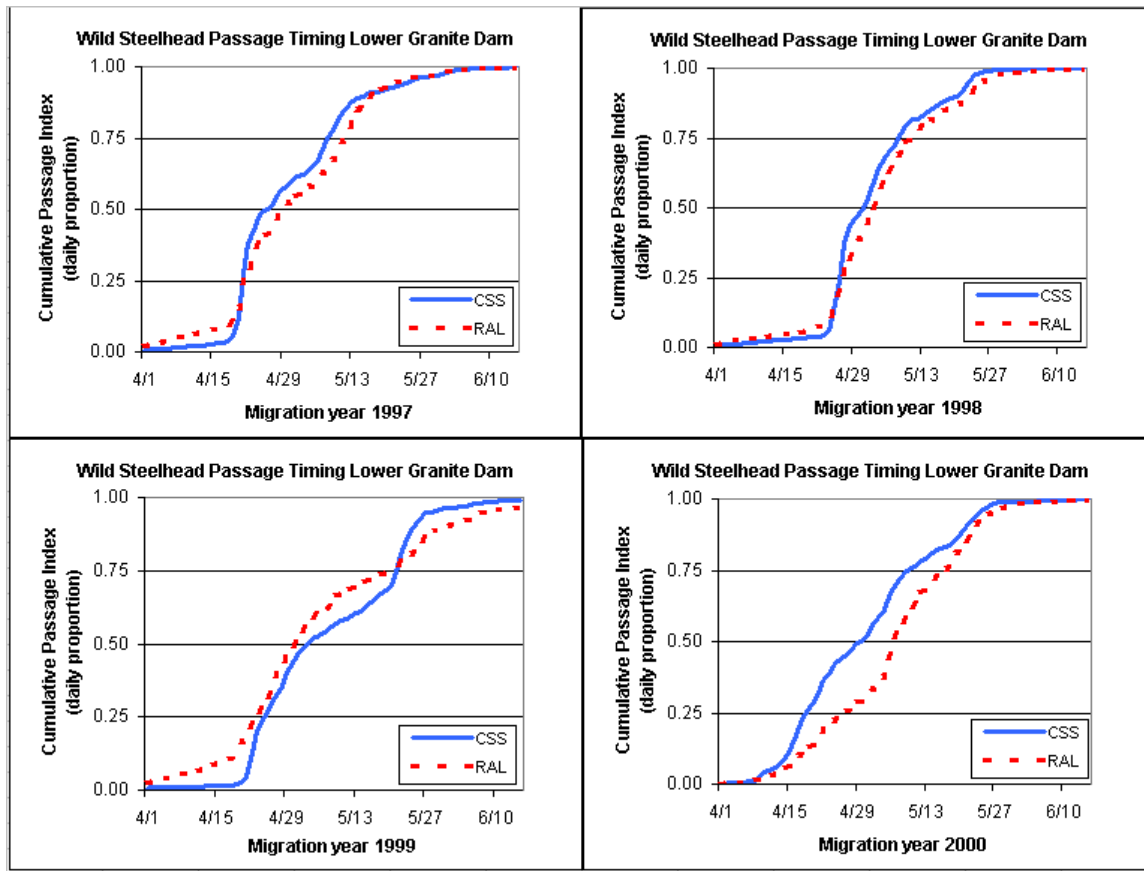 Wild Steelhead Passage Timing Lower Granite Dam
Cumulative Passage Index
(daily proportion)
1.00
0.75
0.50
0.25
0.00
CSS
RAL
4/1 4/15 4/29 5/13 5/27 6/10
Migration year 1997
Wild Steelhead Passage Timing Lower Granite Dam
Cumulative Passage Index
(daily proportion)
1.00
0.75
0.50
0.25
0.00
CSS
RAL
4/1 4/15 4/29 5/13 5/27 6/10
Migration year 1998
Wild Steelhead Passage Timing Lower Granite Dam
Cumulative Passage Index
(daily proportion)
1.00
0.75
0.50
0.25
0.00
CSS
RAL
4/1 4/15 4/29 5/13 5/27 6/10
Migration year 1999
Wild Steelhead Passage Timing Lower Granite Dam
Cumulative Passage Index
(daily proportion)
1.00
0.75
0.50
0.25
0.00
CSS
RAL
4/1 4/15 4/29 5/13 5/27 6/10
Migration year 2000